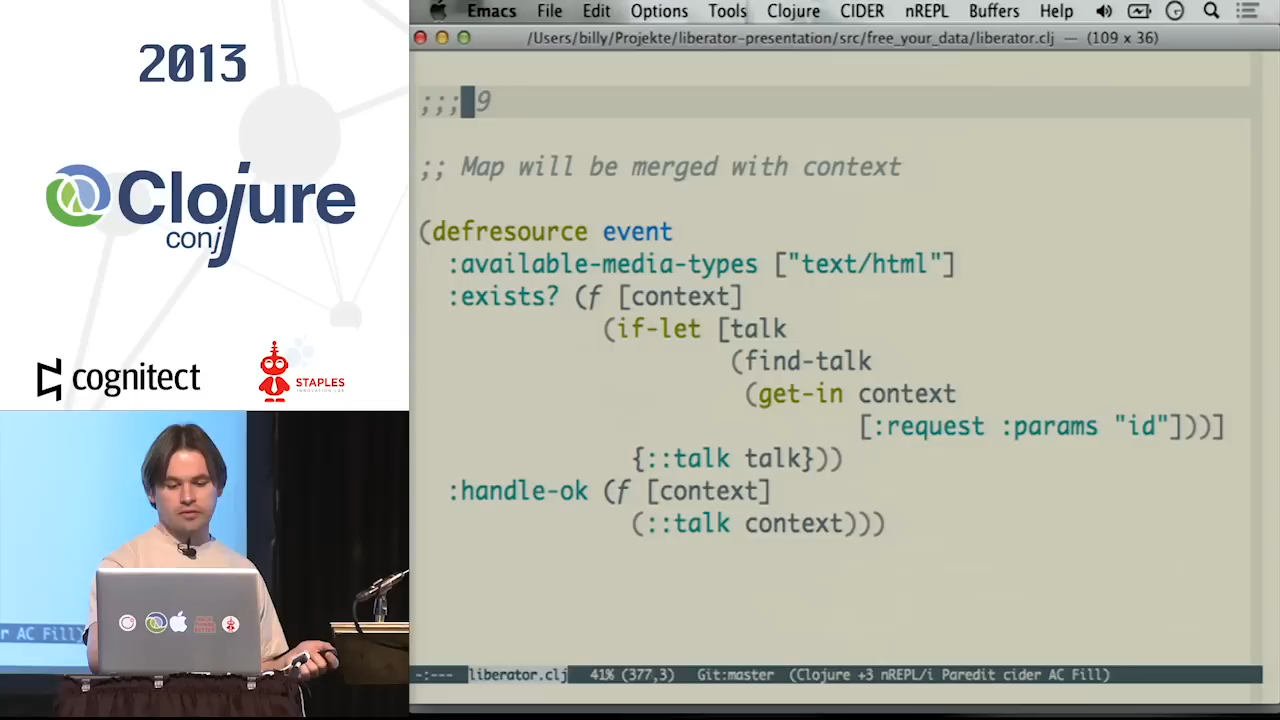 2013
Clojure
conj
cognitect
STAPLES
r AC Fill)
Emacs File Edit Options Tools Clojure CIDER nREPL Buffers Help
/Users/billy/Projekte/liberator-presentation/src/free_your_data/liberator.clj — (109 x 36)
;;; 9
;; Map will be merged with context
(defresource event
:available-media-types ["text/html"]
:exists? (ƒ [context]
(if-let [talk
(find-talk
(get-in context
[:request :params "id"]))]
{::talk talk}))
:handle-ok (ƒ [context]
(::talk context)))
-:--- liberator.clj 41% (377,3) Git:master (Clojure +3 nREPL/i Paredit cider AC Fill)